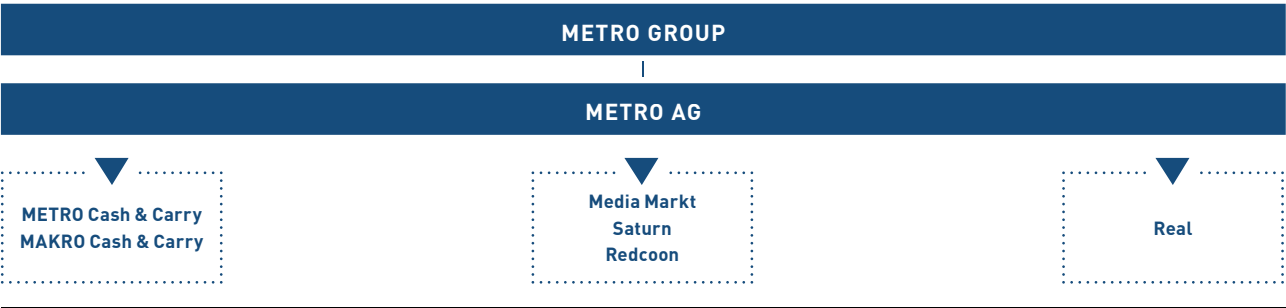 METRO GROUP
METRO AG
METRO Cash & Carry
MAKRO Cash & Carry
Media Markt
Saturn
Redcoon
Real